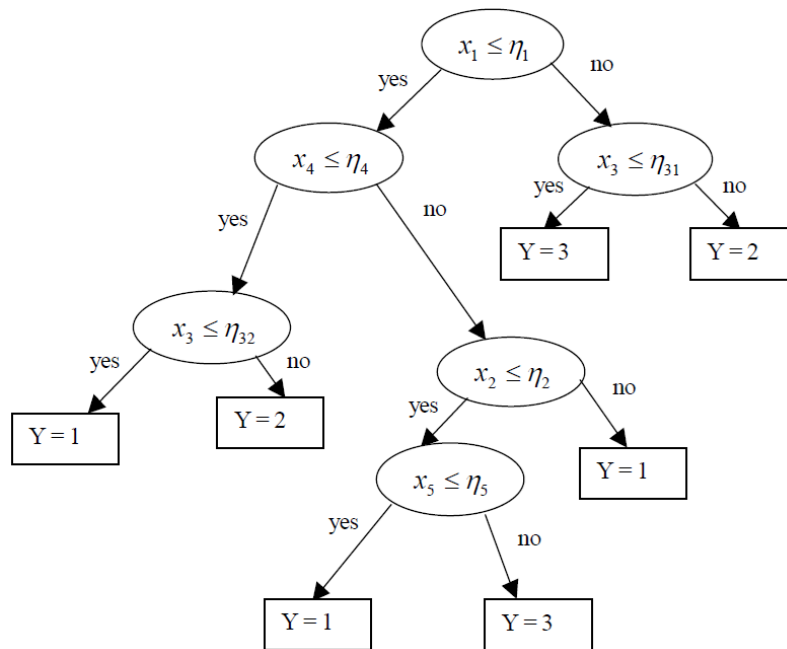 x₁ ≤ η₁
yes
no
x₄ ≤ η₄
x₃ ≤ η₃₁
yes
no
yes
no
Y = 3
Y = 2
x₃ ≤ η₃₂
yes
no
x₂ ≤ η₂
yes
no
Y = 1
Y = 2
x₅ ≤ η₅
Y = 1
yes
no
Y = 1
Y = 3